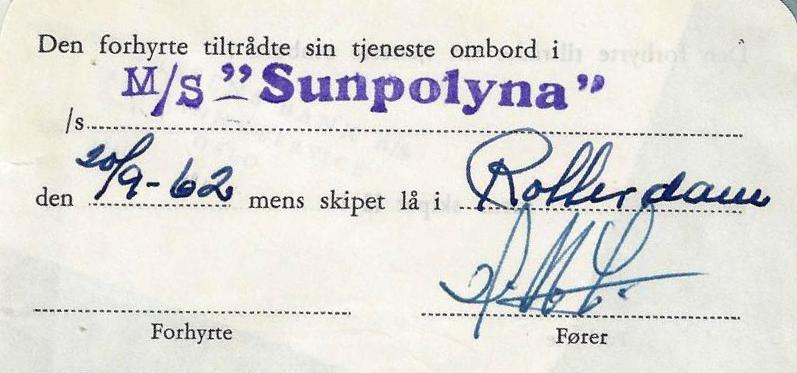 Den forhyrte tiltrådte sin tjeneste ombord i
M/S "Sunpolyna"
/s
den 20/9-62 mens skipet lå i Rotterdam
Forhyrte Fører